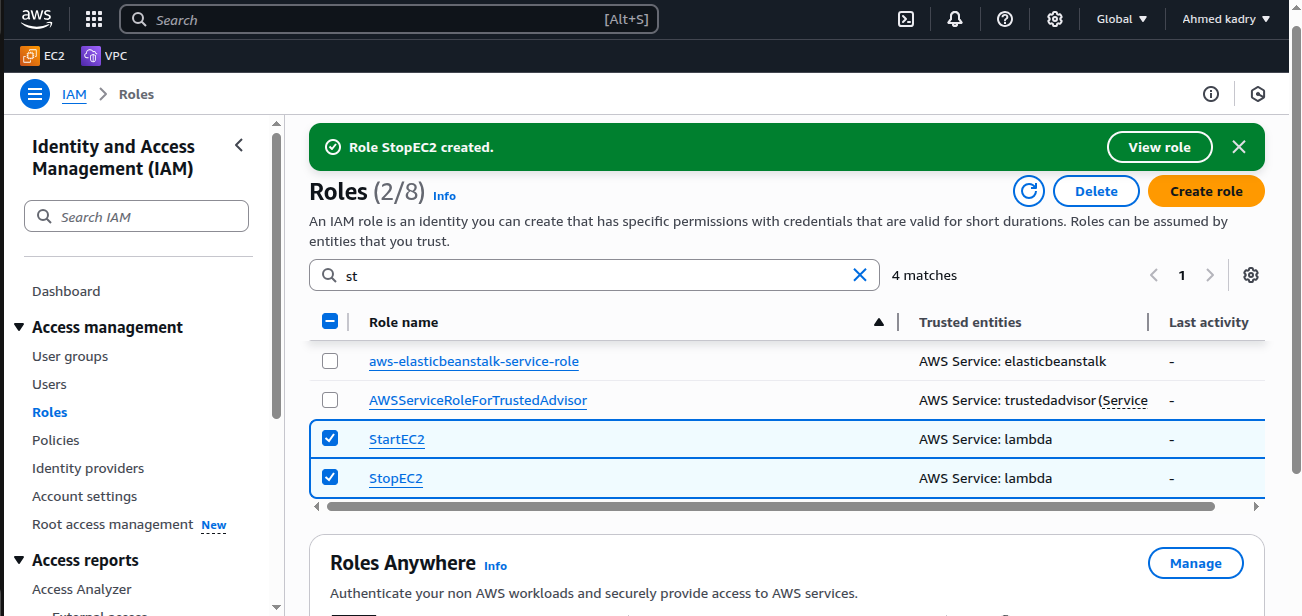 aws
Search [Alt+S]
Global Ahmed kadry
EC2 VPC
IAM > Roles
Identity and Access
Management (IAM)
Search IAM
Dashboard
Access management
User groups
Users
Roles
Policies
Identity providers
Account settings
Root access management New
Access reports
Access Analyzer
Role StopEC2 created.
View role
Roles (2/8) Info
Delete
Create role
An IAM role is an identity you can create that has specific permissions with credentials that are valid for short durations. Roles can be assumed by
entities that you trust.
st
4 matches
1
Role name Trusted entities Last activity
aws-elasticbeanstalk-service-role AWS Service: elasticbeanstalk -
AWSServiceRoleForTrustedAdvisor AWS Service: trustedadvisor (Service -
StartEC2 AWS Service: lambda -
StopEC2 AWS Service: lambda -
Roles Anywhere Info
Manage
Authenticate your non AWS workloads and securely provide access to AWS services.